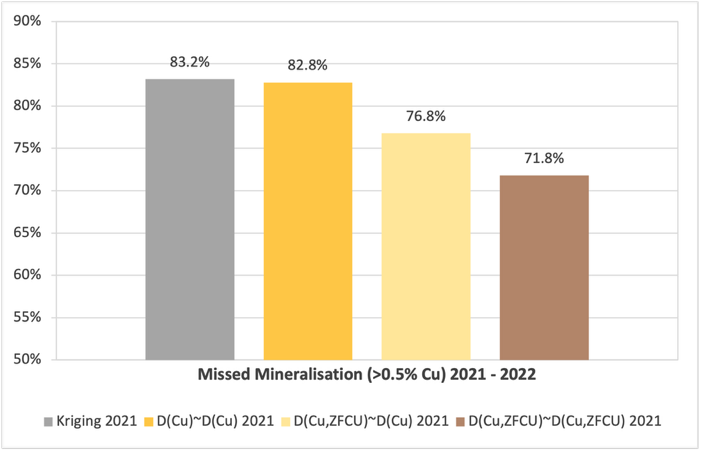 90%
85%
80%
75%
70%
65%
60%
55%
50%
83.2%
82.8%
76.8%
71.8%
Missed Mineralisation (>0.5% Cu) 2021 - 2022
Kriging 2021
D(Cu)~D(Cu) 2021
D(Cu,ZFCU)~D(Cu) 2021
D(Cu,ZFCU)~D(Cu,ZFCU) 2021